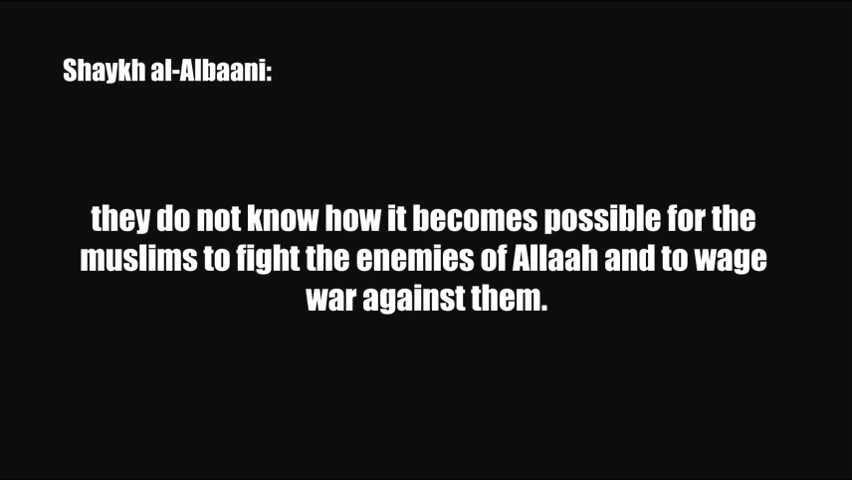 Shaykh al-Albaani:
they do not know how it becomes possible for the
muslims to fight the enemies of Allaah and to wage
war against them.